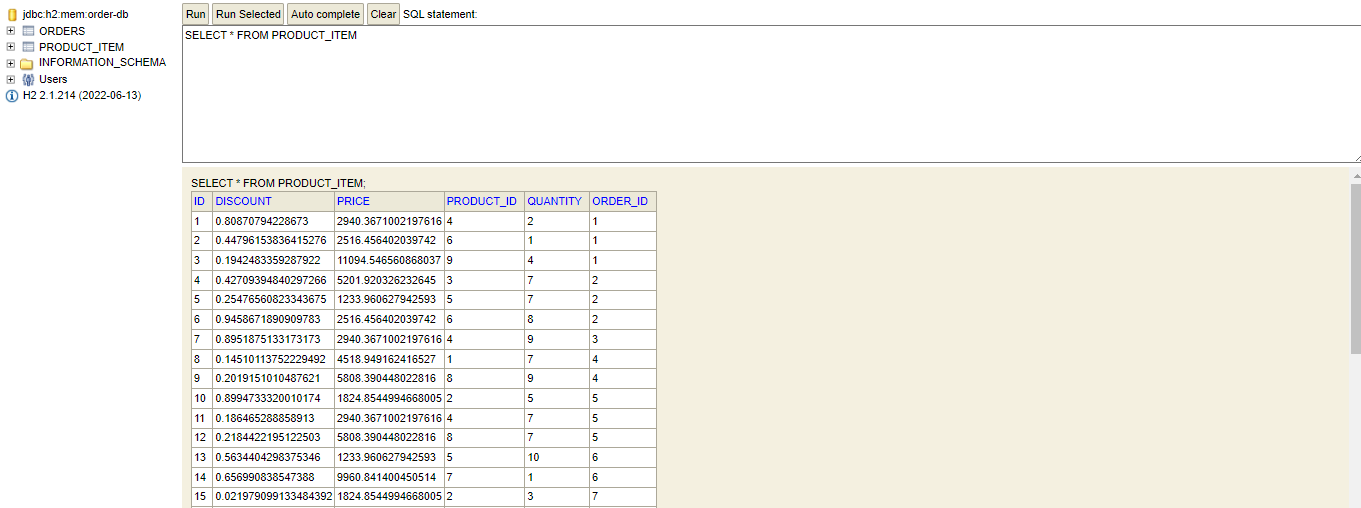 jdbc:h2:mem:order-db
ORDERS
PRODUCT_ITEM
INFORMATION_SCHEMA
Users
H2 2.1.214 (2022-06-13)
Run Run Selected Auto complete Clear SQL statement:
SELECT * FROM PRODUCT_ITEM
SELECT * FROM PRODUCT_ITEM;
ID DISCOUNT PRICE PRODUCT_ID QUANTITY ORDER_ID
1 0.80870794228673 2940.3671002197616 4 2 1
2 0.44796153836415276 2516.456402039742 6 1 1
3 0.1942483359287922 11094.546560868037 9 4 1
4 0.42709394840297266 5201.920326232645 3 7 2
5 0.25476560823343675 1233.960627942593 5 7 2
6 0.9458671890909783 2516.456402039742 6 8 2
7 0.8951875133173173 2940.3671002197616 4 9 3
8 0.14510113752229492 4518.949162416527 1 7 4
9 0.2019151010487621 5808.390448022816 8 9 4
10 0.8994733320010174 1824.8544994668005 2 5 5
11 0.186465288858913 2940.3671002197616 4 7 5
12 0.2184422195122503 5808.390448022816 8 7 5
13 0.5634404298375346 1233.960627942593 5 10 6
14 0.656990838547388 9960.841400450514 7 1 6
15 0.021979099133484392 1824.8544994668005 2 3 7